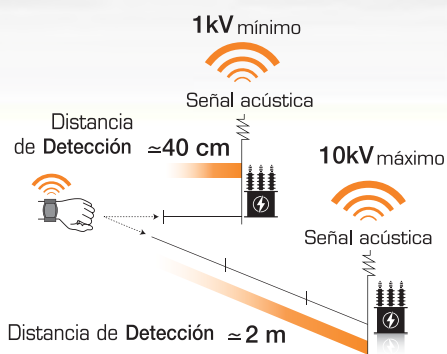 1kV mínimo
Señal acústica
Distancia
de Detección ≃40 cm
10kV máximo
Señal acústica
Distancia de Detección ≃2 m